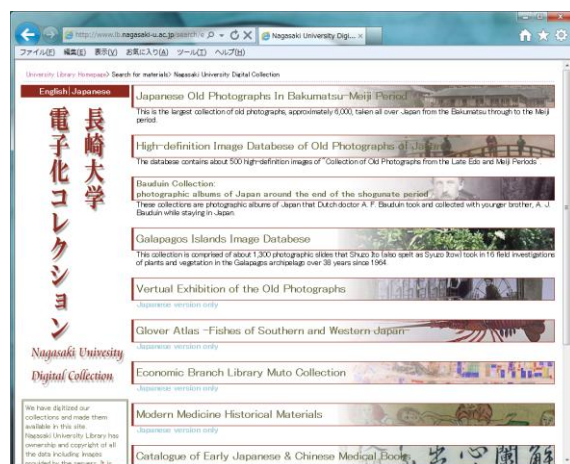 http://www.lb.nagasaki-u.ac.jp/search/e
Nagasaki University Digi...
ファイル(F) 編集(E) 表示(V) お気に入り(A) ツール(T) ヘルプ(H)
University Library Homepage> Search for materials> Nagasaki University Digital Collection
English Japanese
長崎大学
電子化コレクション
Nagasaki Univesity
Digital Collection
We have digitized our
collections and made them
available in this site.
Nagasaki University Library has
ownership and copyright of all
the data including images
provided by the servers. It is
Japanese Old Photographs In Bakumatsu-Meiji Period
This is the largest collection of old photographs, approximately 6,000, taken all over Japan from the Bakumatsu through to the Meiji
period.
High-definition Image Databese of Old Photographs of Japan
The database contains about 500 high-definition images of "Collection of Old Photographs from the Late Edo and Meiji Periods".
Bauduin Collection:
photographic albums of Japan around the end of the shogunate period
These collections are photographic albums of Japan that Dutch doctor A. F. Bauduin took and collected with younger brother, A. J.
Bauduin while staying in Japan.
Galapagos Islands Image Databese
This collection is comprised of about 1,300 photographic slides that Shuzo Ito (also spelt as Syuzo Itow) took in 16 field investigations
of plants and vegetation in the Galapagos archipelago over 38 years since 1964.
Vertual Exhibition of the Old Photographs
Japanese version only
Glover Atlas -Fishes of Southern and Western Japan-
Japanese version only
Economic Branch Library Muto Collection
Japanese version only
Modern Medicine Historical Materials
Japanese version only
Catalogue of Early Japanese & Chinese Medical Books